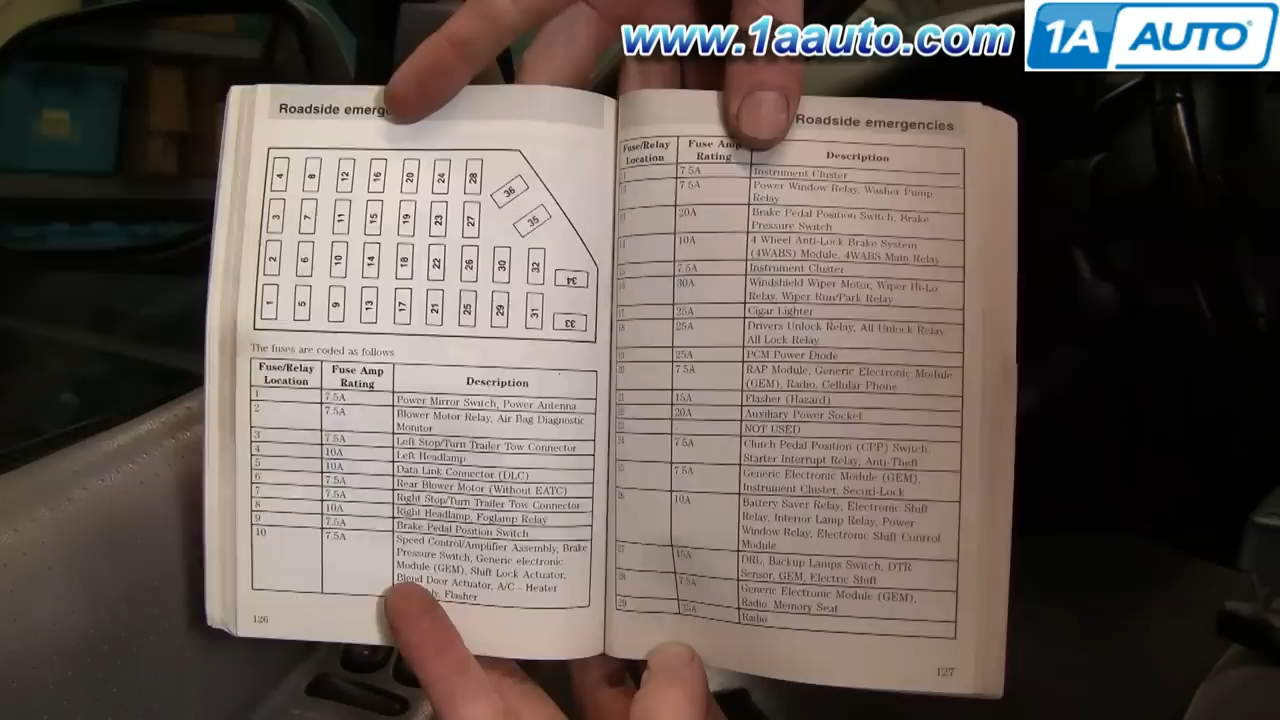 www.1aauto.com
1A AUTO
Roadside emerg
4 8 12 16 20 24 28 36
3 7 11 15 19 23 27 35
2 6 10 14 18 22 26 30 32 34
1 5 9 13 17 21 25 29 31 33
The fuses are coded as follows
Fuse/Relay Location Fuse Amp Rating Description
1 7.5A Power Mirror Switch, Power Antenna
2 7.5A Blower Motor Relay, Air Bag Diagnostic
Monitor
3 7.5A Left Stop/Turn Trailer Tow Connector
4 10A Left Headlamp
5 10A Data Link Connector (DLC)
6 7.5A Rear Blower Motor (Without EATC)
7 7.5A Right Stop/Turn Trailer Tow Connector
8 10A Right Headlamp, Foglamp Relay
9 7.5A Brake Pedal Position Switch
10 7.5A Speed Control/Amplifier Assembly, Brake
Pressure Switch, Generic electronic
Module (GEM), Shift Lock Actuator,
Blend Door Actuator, A/C - Heater
Flasher
126
Roadside emergencies
Fuse/Relay Location Fuse Amp Rating Description
7.5A Instrument Cluster
7.5A Power Window Relay, Washer Pump
Relay
20A Brake Pedal Position Switch, Brake
Pressure Switch
10A 4 Wheel Anti-Lock Brake System
(4WABS) Module, 4WABS Main Relay
7.5A Instrument Cluster
30A Windshield Wiper Motor, Wiper Hi-Lo
Relay, Wiper Run/Park Relay
17 25A Cigar Lighter
18 25A Drivers Unlock Relay, All Unlock Relay
All Lock Relay
19 25A PCM Power Diode
20 7.5A RAP Module, Generic Electronic Module
(GEM), Radio, Cellular Phone
21 15A Flasher (Hazard)
22 20A Auxiliary Power Socket
23 - NOT USED
24 7.5A Clutch Pedal Position (CPP) Switch,
Starter Interrupt Relay, Anti-Theft
25 7.5A Generic Electronic Module (GEM),
Instrument Cluster, Securi-Lock
26 10A Battery Saver Relay, Electronic Shift
Relay, Interior Lamp Relay, Power
Window Relay, Electronic Shift Control
Module
27 15A DRL, Backup Lamps Switch, DTR
Sensor, GEM, Electric Shift
28 7.5A Generic Electronic Module (GEM),
Radio Memory Seat
29 Radio
127